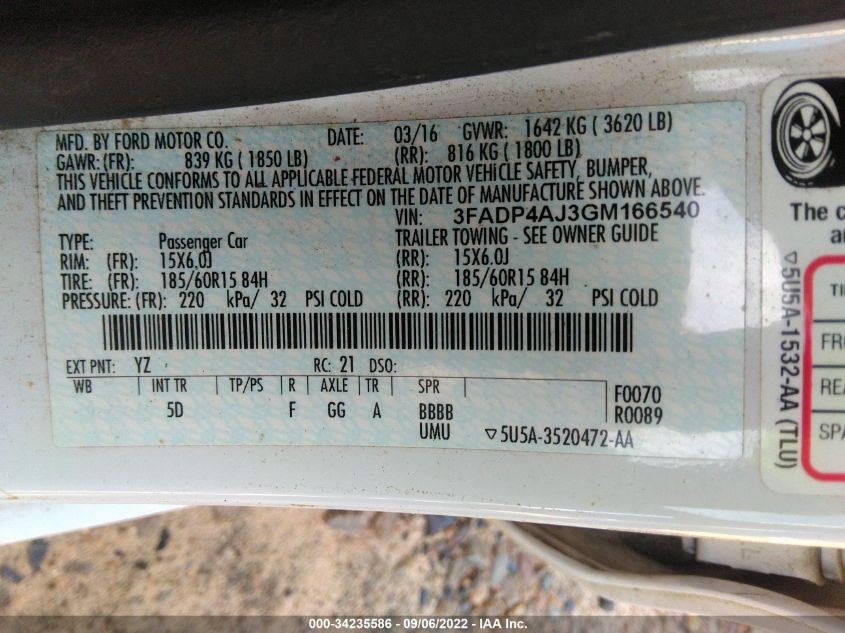 MFD. BY FORD MOTOR CO. DATE: 03/16 GVWR: 1642 KG ( 3620 LB)
GAWR: (FR): 839 KG ( 1850 LB) (RR): 816 KG ( 1800 LB)
THIS VEHICLE CONFORMS TO ALL APPLICABLE FEDERAL MOTOR VEHICLE SAFETY, BUMPER,
AND THEFT PREVENTION STANDARDS IN EFFECT ON THE DATE OF MANUFACTURE SHOWN ABOVE.
VIN: 3FADP4AJ3GM166540
TYPE: Passenger Car TRAILER TOWING - SEE OWNER GUIDE
RIM: (FR): 15X6.0J (RR): 15X6.0J
TIRE: (FR): 185/60R15 84H (RR): 185/60R15 84H
PRESSURE: (FR): 220 kPa/ 32 PSI COLD (RR): 220 kPa/ 32 PSI COLD
EXT PNT: YZ RC: 21 DSO:
WB INT TR TP/PS R AXLE TR SPR F0070
5D F GG A BBBB R0089
UMU ▽5U5A-3520472-AA
▽5U5A-1532-AA (TLU)
The c
au
TI
FRO
REA
SPA
000-34235586 - 09/06/2022 - IAA Inc.